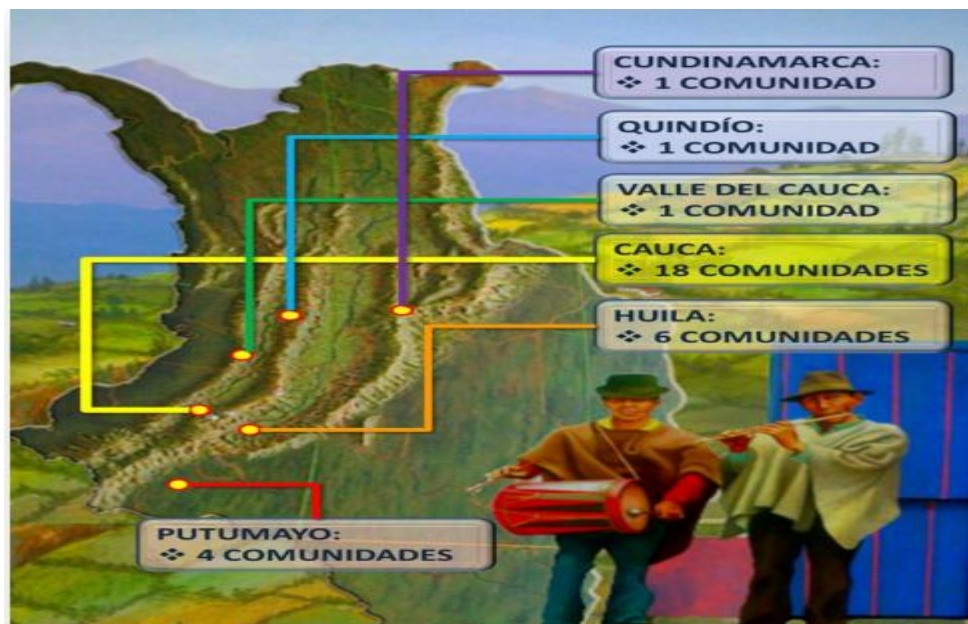 CUNDINAMARCA:
❖ 1 COMUNIDAD
QUINDÍO:
❖ 1 COMUNIDAD
VALLE DEL CAUCA:
❖ 1 COMUNIDAD
CAUCA:
❖ 18 COMUNIDADES
HUILA:
❖ 6 COMUNIDADES
PUTUMAYO:
❖ 4 COMUNIDADES